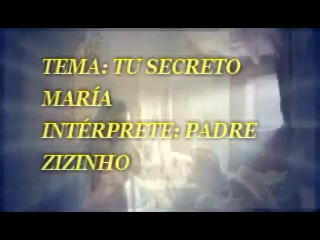 TEMA: TU SECRETO
MARÍA
INTÉRPRETE: PADRE
ZIZINHO